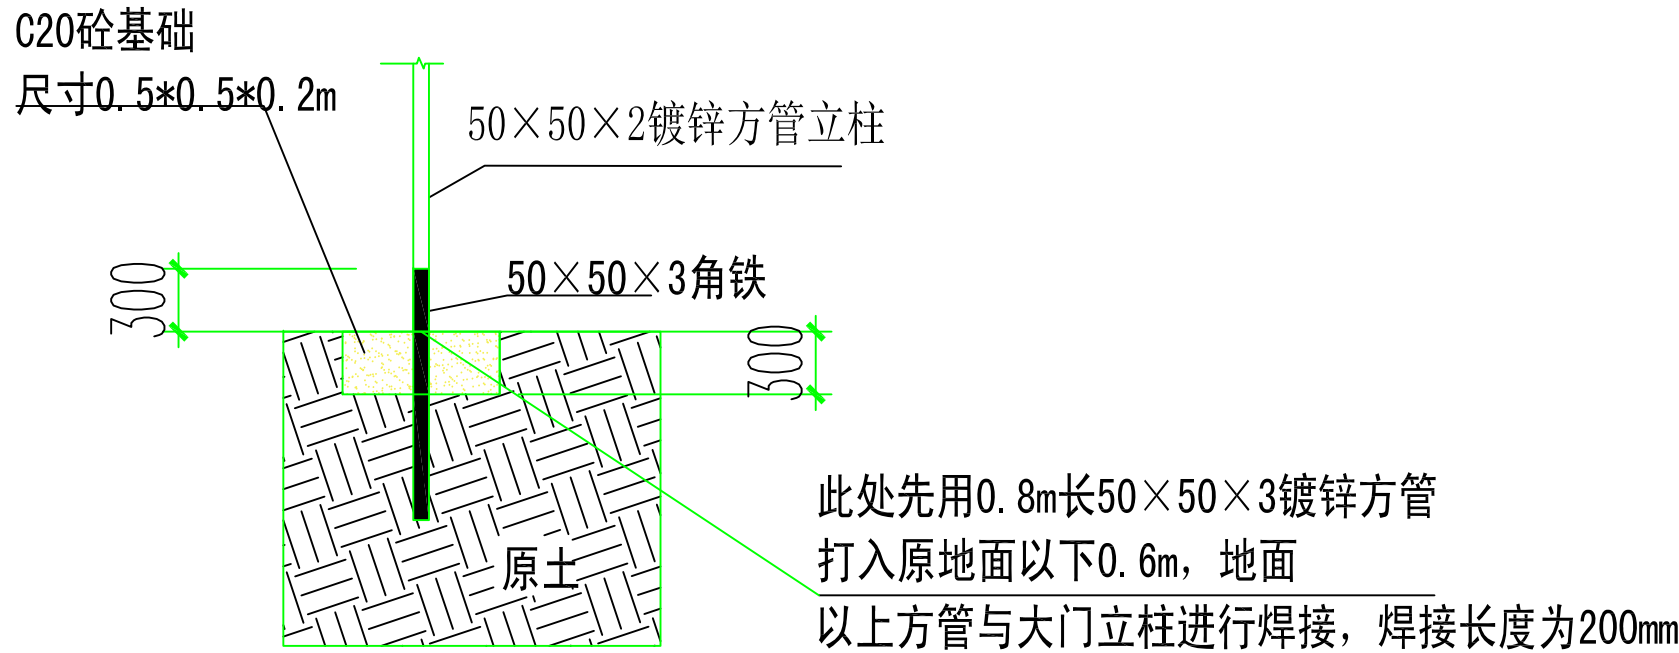 C20砼基础
尺寸0.5*0.5*0.2m
50×50×2镀锌方管立柱
300
50×50×3角铁
300
此处先用0.8m长50×50×3镀锌方管
打入原地面以下0.6m，地面
以上方管与大门立柱进行焊接，焊接长度为200mm
原土